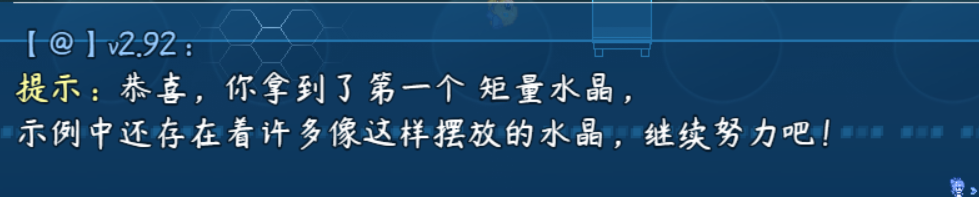 【@】v2.92：
提示：恭喜，你拿到了第一个 矩量水晶，
示例中还存在着许多像这样摆放的水晶，继续努力吧！